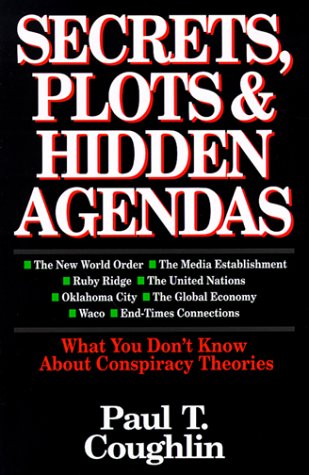 SECRETS,
PLOTS &
HIDDEN
AGENDAS
■ The New World Order ■ The Media Establishment
■ Ruby Ridge ■ The United Nations
■ Oklahoma City ■ The Global Economy
■ Waco ■ End-Times Connections
What You Don't Know
About Conspiracy Theories
Paul T.
Coughlin